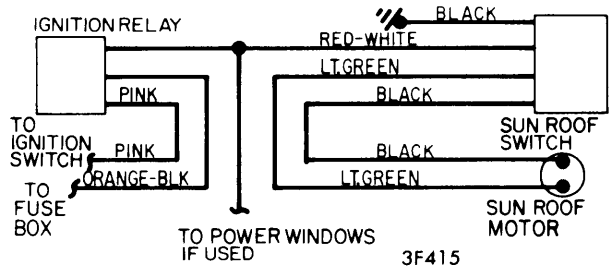 IGNITION RELAY
BLACK
RED-WHITE
LT.GREEN
PINK
BLACK
TO
IGNITION
SWITCH
SUN ROOF
SWITCH
PINK
BLACK
ORANGE-BLK
LT.GREEN
TO
FUSE
BOX
SUN ROOF
MOTOR
TO POWER WINDOWS
IF USED
3F415